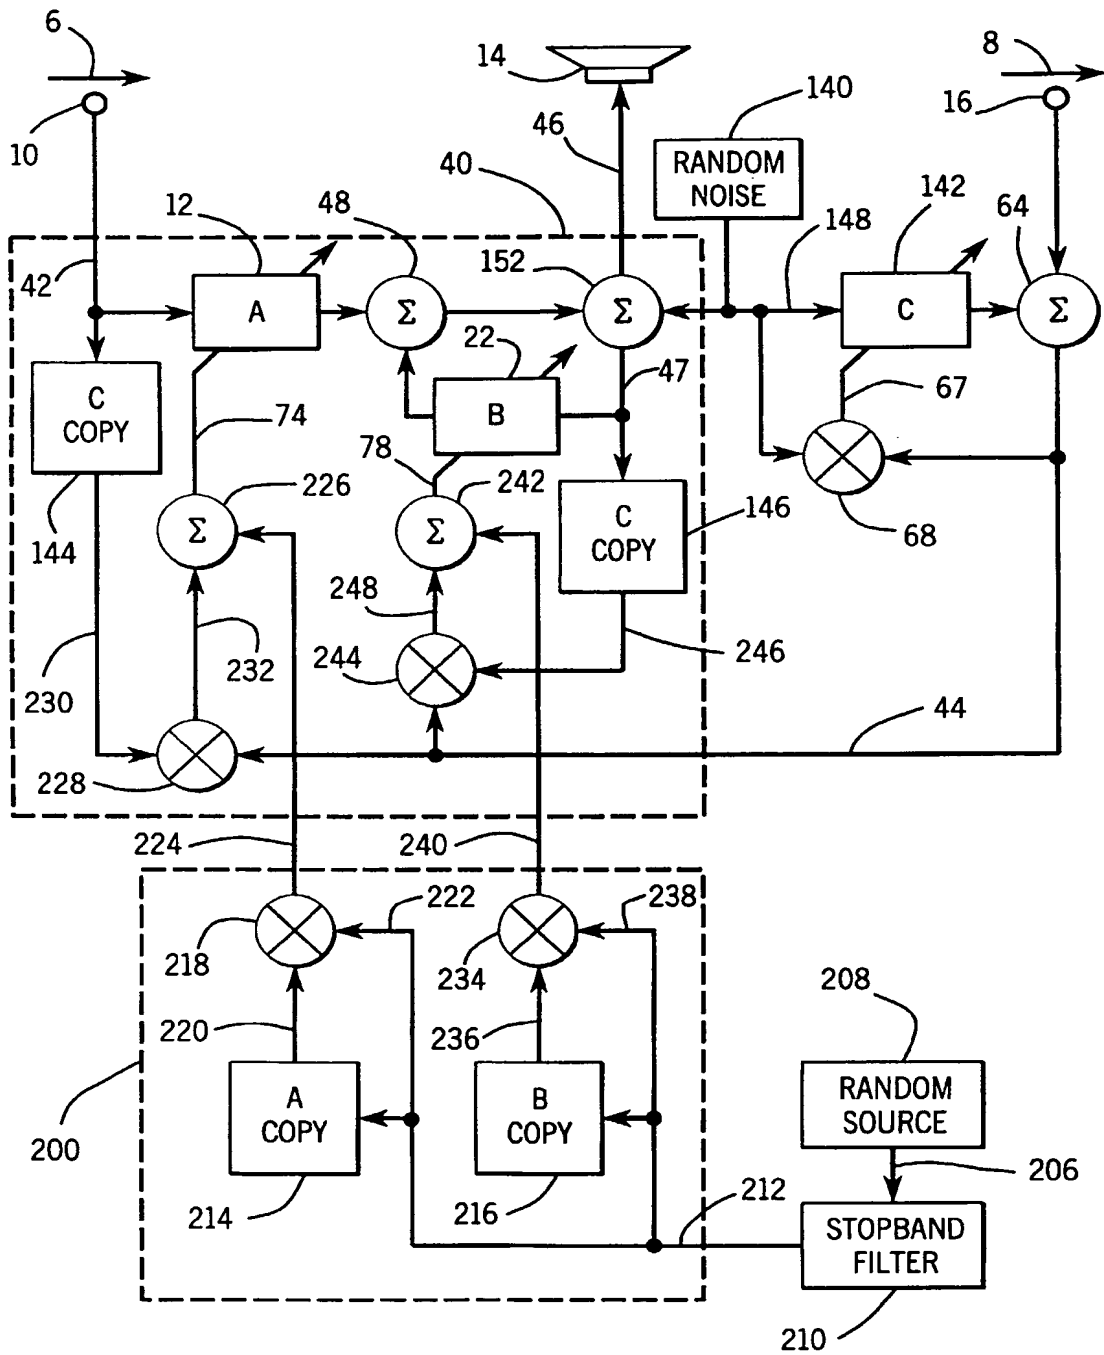 6
14
8
10
46
140
16
RANDOM
NOISE
12
48
40
142
64
42
152
148
A
Σ
Σ
C
Σ
22
47
C
COPY
74
B
67
78
226
242
C
COPY
146
144
Σ
Σ
68
248
232
244
246
230
44
228
224
240
222
238
218
234
208
220
236
RANDOM
SOURCE
A
COPY
B
COPY
200
206
214
216
212
STOPBAND
FILTER
210